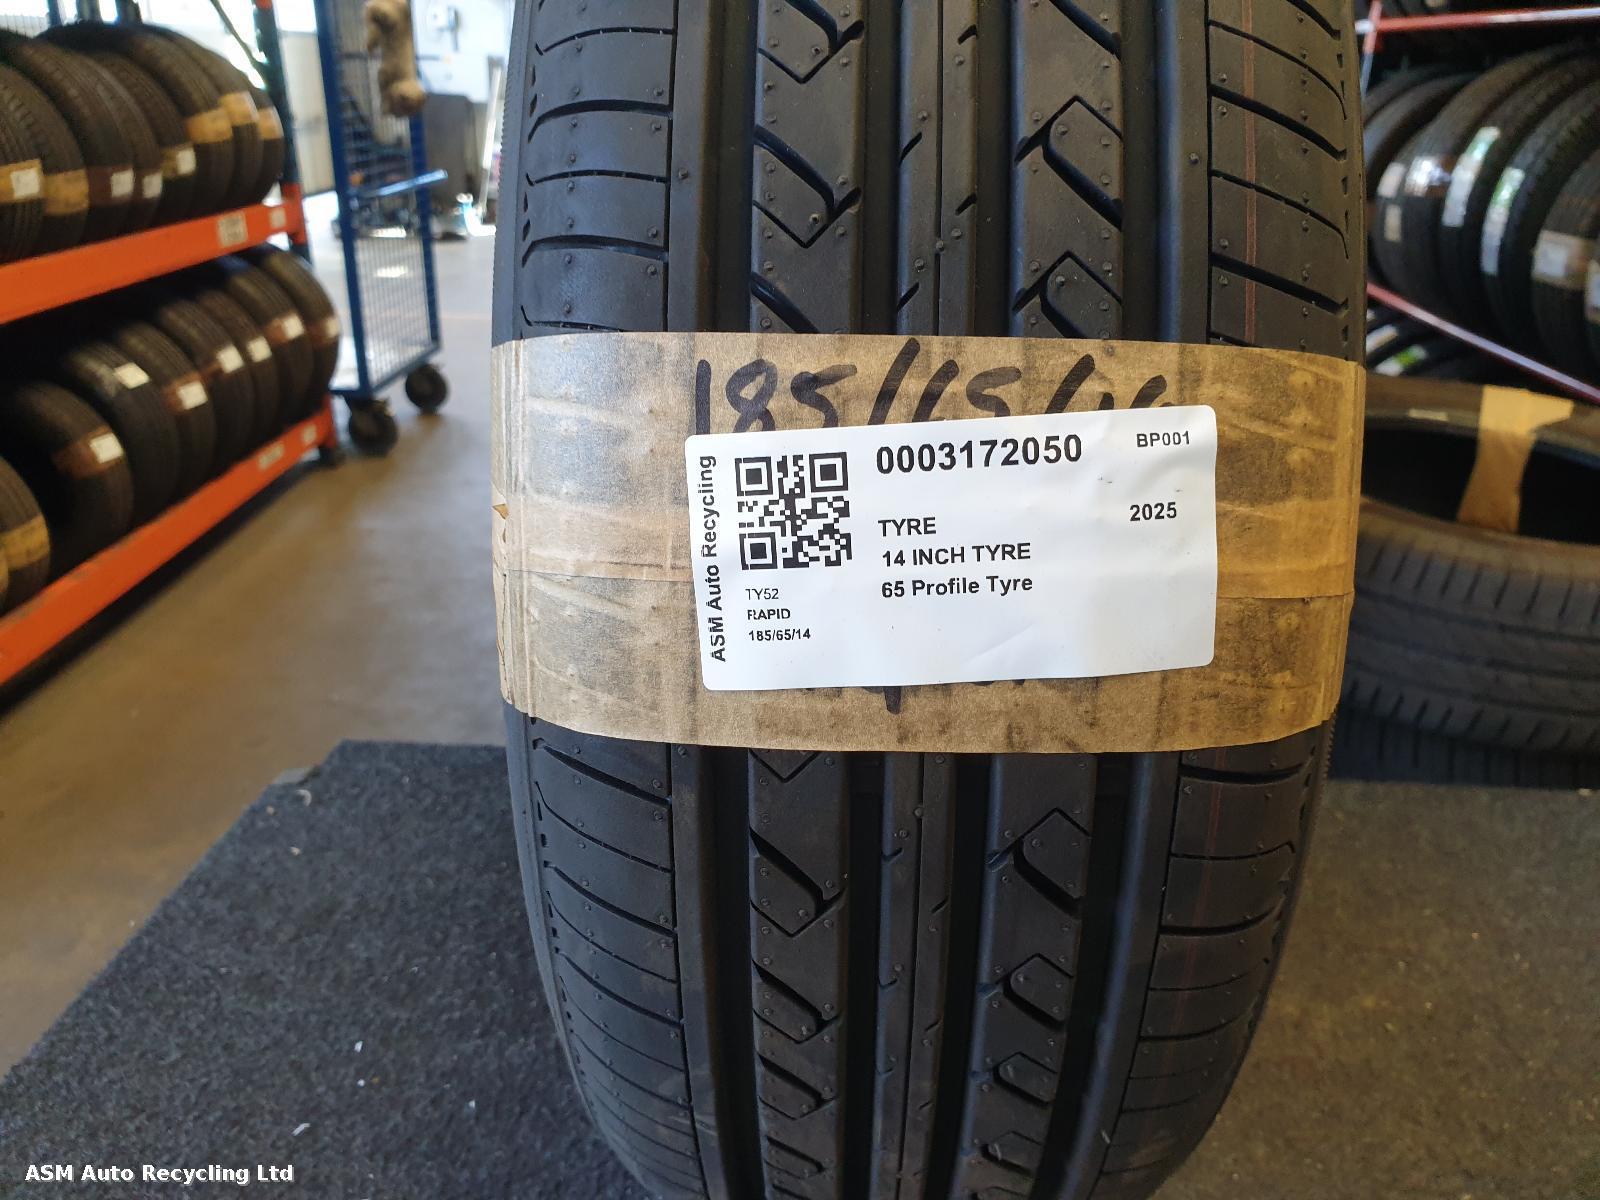 185/65/14
0003172050
BP001
ASM Auto Recycling
TYRE
2025
14 INCH TYRE
65 Profile Tyre
TY52
RAPID
185/65/14
ASM Auto Recycling Ltd